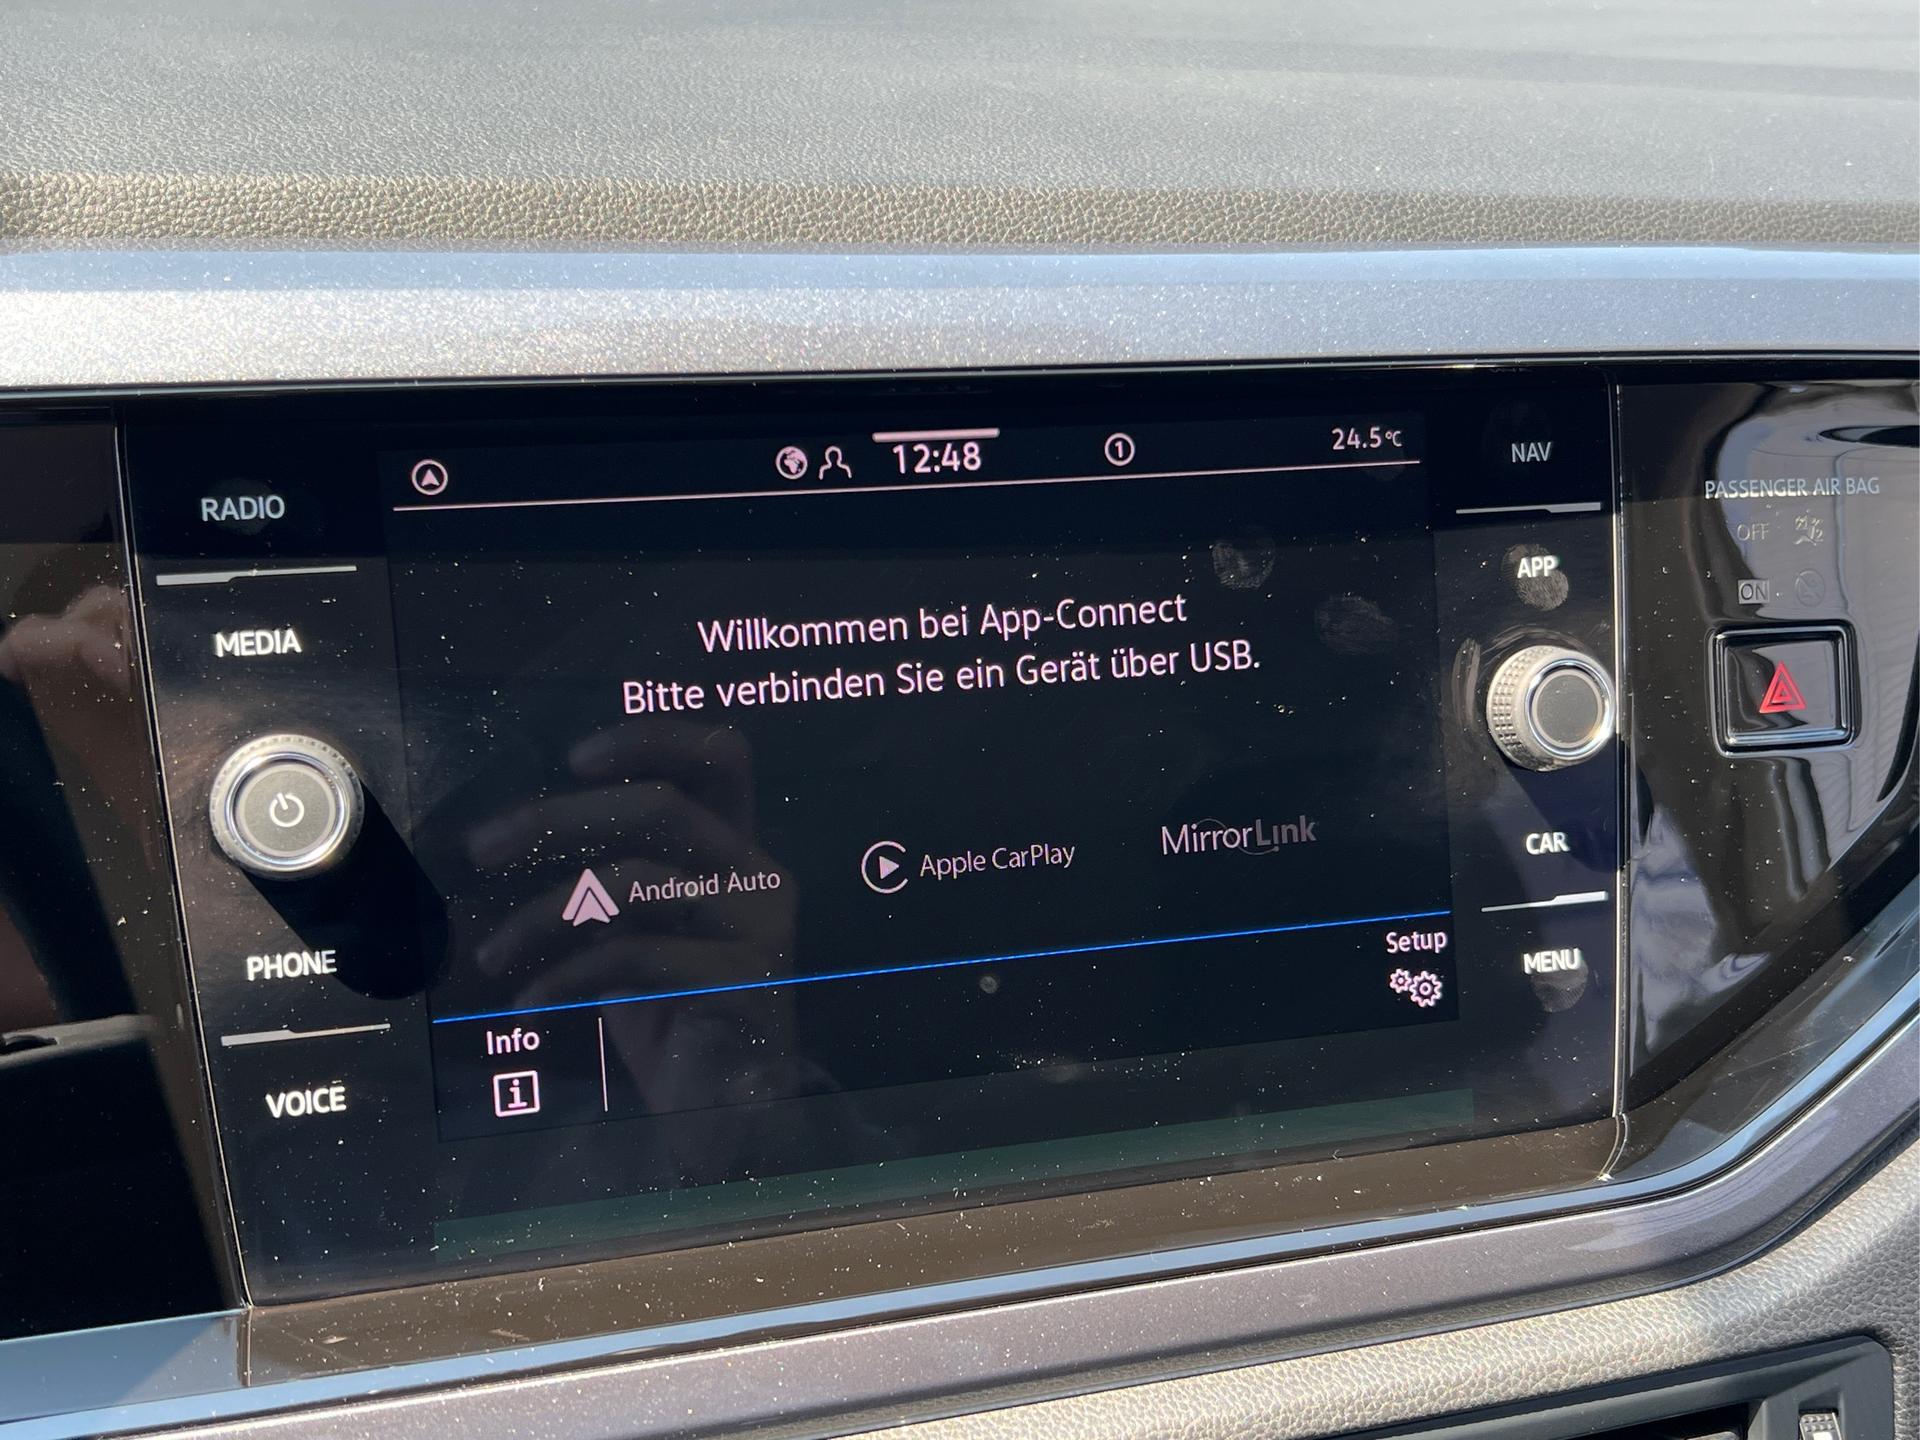 12:48
1
24.5°C
NAV
RADIO
PASSENGER AIR BAG
OFF
APP
ON
MEDIA
Willkommen bei App-Connect
Bitte verbinden Sie ein Gerät über USB.
Android Auto
Apple CarPlay
MirrorLink
CAR
PHONE
Setup
MENU
Info
VOICE